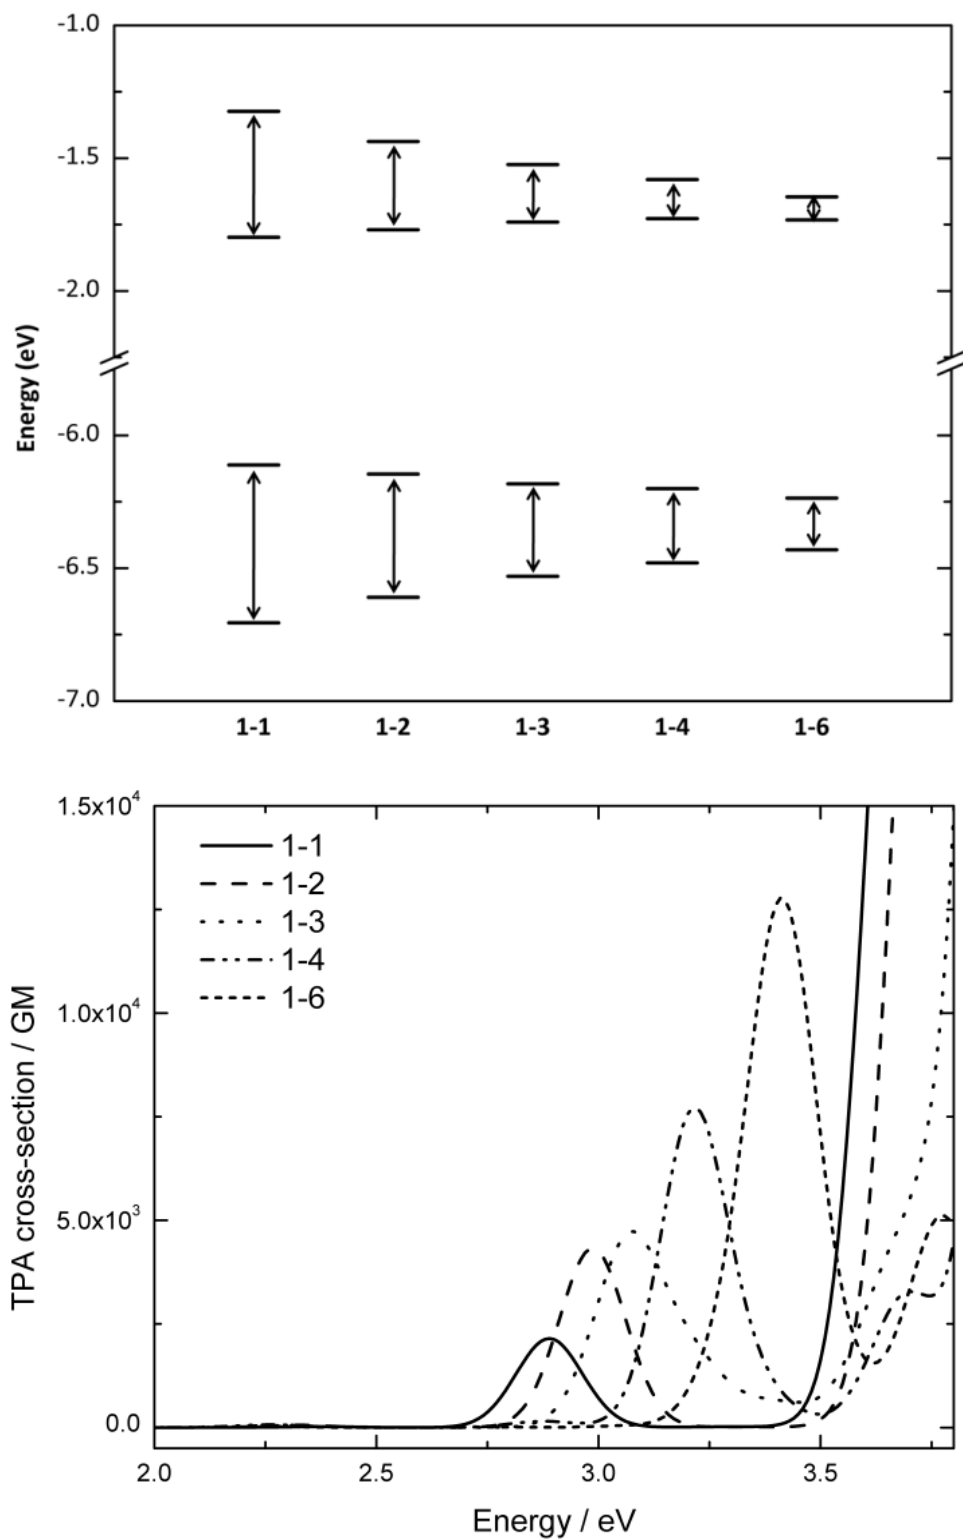 -1.0
-1.5
-2.0
Energy (eV)
-6.0
-6.5
-7.0
1-1 1-2 1-3 1-4 1-6
1.5x10⁴
1-1
1-2
1-3
1-4
1-6
1.0x10⁴
TPA cross-section / GM
5.0x10³
0.0
2.0 2.5 3.0 3.5
Energy / eV